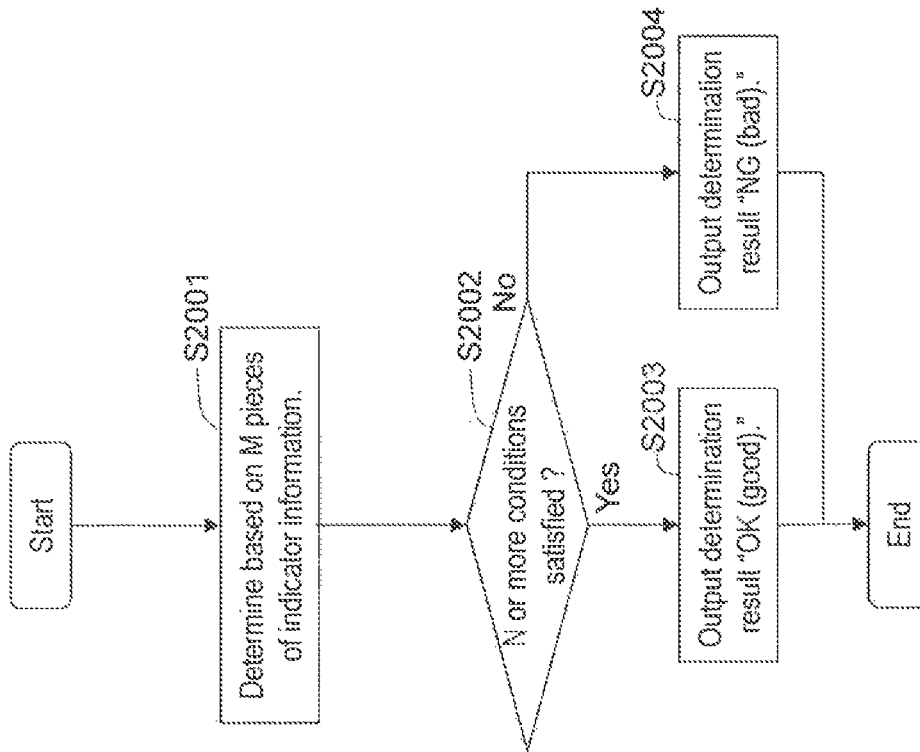 Start
S2001
Determine based on M pieces
of indicator information.
S2002
N or more conditions
satisfied ?
No
Yes
S2003
Output determination
result "OK (good)."
S2004
Output determination
result "NG (bad)."
End